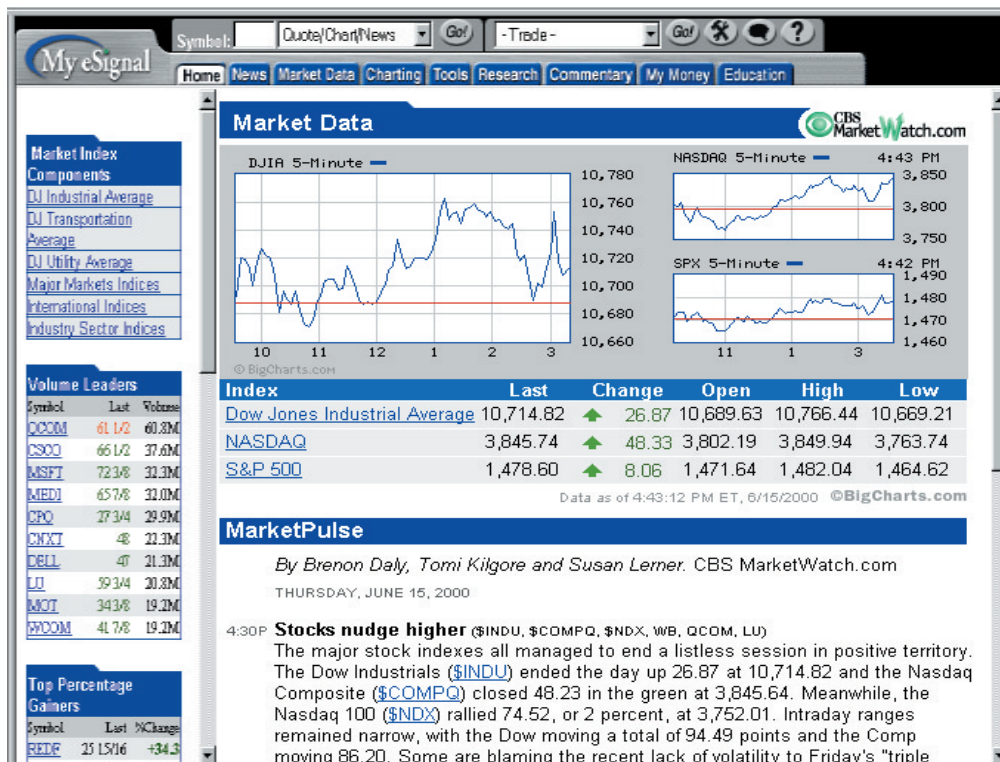 Symbol: Quote/Chart/News Go! -Trade- Go! ?
My eSignal
Home News Market Data Charting Tools Research Commentary My Money Education
Market Index
Components
DJ Industrial Average
DJ Transportation
Average
DJ Utility Average
Major Markets Indices
International Indices
Industry Sector Indices
Volume Leaders
Symbol Last Volume
QCOM 61 1/2 60.8M
CSCO 66 1/2 37.6M
MSFT 72 3/8 32.3M
MEDI 65 7/8 32.0M
CPQ 27 3/4 29.9M
CNXT 48 22.3M
DELL 47 21.3M
LU 59 3/4 20.8M
MOT 34 3/8 19.2M
WCOM 41 7/8 19.2M
Top Percentage
Gainers
Symbol Last %Change
REDF 25 15/16 +34.3
Market Data
CBS
MarketWatch.com
DJIA 5-Minute
10,780
10,760
10,740
10,720
10,700
10,680
10,660
10 11 12 1 2 3
© BigCharts.com
NASDAQ 5-Minute 4:43 PM
3,850
3,800
3,750
SPX 5-Minute 4:42 PM
1,490
1,480
1,470
1,460
11 1 3
Index Last Change Open High Low
Dow Jones Industrial Average 10,714.82 26.87 10,689.63 10,766.44 10,669.21
NASDAQ 3,845.74 48.33 3,802.19 3,849.94 3,763.74
S&P 500 1,478.60 8.06 1,471.64 1,482.04 1,464.62
Data as of 4:43:12 PM ET, 6/15/2000 ©BigCharts.com
MarketPulse
By Brenon Daly, Tomi Kilgore and Susan Lerner. CBS MarketWatch.com
THURSDAY, JUNE 15, 2000
4:30P Stocks nudge higher ($INDU, $COMPQ, $NDX, WB, QCOM, LU)
The major stock indexes all managed to end a listless session in positive territory.
The Dow Industrials ($INDU) ended the day up 26.87 at 10,714.82 and the Nasdaq
Composite ($COMPQ) closed 48.23 in the green at 3,845.64. Meanwhile, the
Nasdaq 100 ($NDX) rallied 74.52, or 2 percent, at 3,752.01. Intraday ranges
remained narrow, with the Dow moving a total of 94.49 points and the Comp
moving 86.20. Some are blaming the recent lack of volatility to Friday's "triple